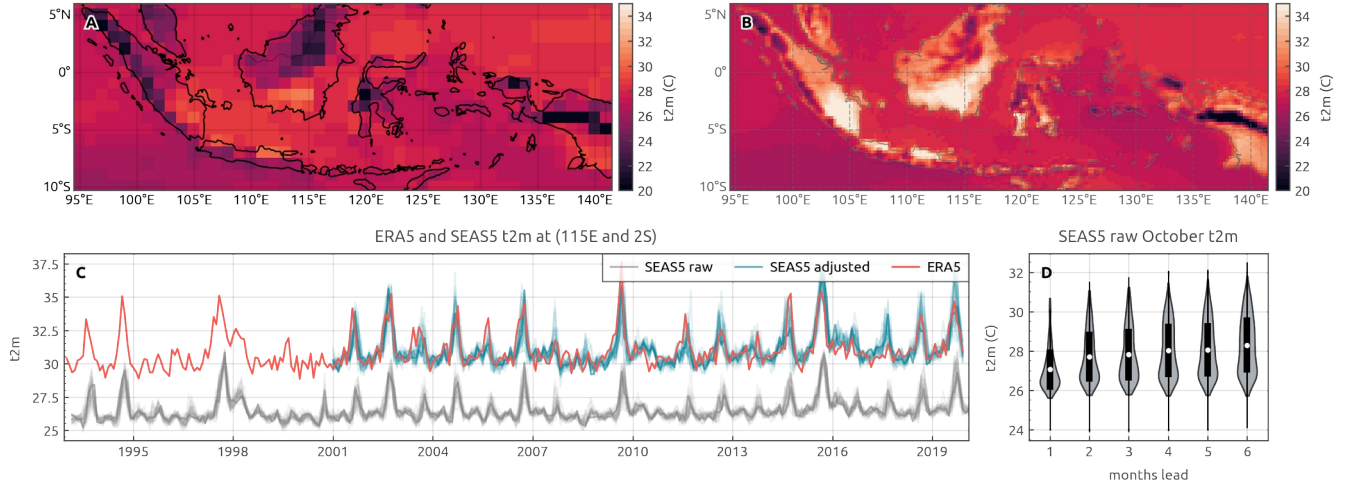 A
5°N
0°
5°S
10°S
95°E 100°E 105°E 110°E 115°E 120°E 125°E 130°E 135°E 140°E
34
32
30
28
26
24
22
20
t2m (C)
B
5°N
0°
5°S
10°S
95°E 100°E 105°E 110°E 115°E 120°E 125°E 130°E 135°E 140°E
34
32
30
28
26
24
22
20
t2m (C)
ERA5 and SEAS5 t2m at (115E and 2S)
C
SEAS5 raw SEAS5 adjusted ERA5
37.5
35
32.5
30
27.5
25
t2m
1995 1998 2001 2004 2007 2010 2013 2016 2019
SEAS5 raw October t2m
D
32
30
28
26
24
t2m (C)
1 2 3 4 5 6
months lead